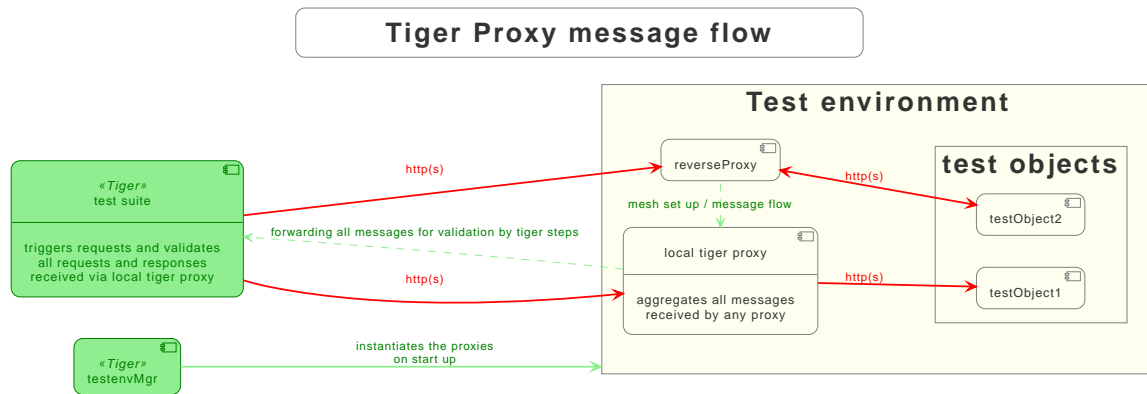 Tiger Proxy message flow
Test environment
«Tiger»
test suite
triggers requests and validates
all requests and responses
received via local tiger proxy
http(s)
reverseProxy
http(s)
test objects
testObject2
mesh set up / message flow
forwarding all messages for validation by tiger steps
local tiger proxy
aggregates all messages
received by any proxy
http(s)
http(s)
testObject1
«Tiger»
testenvMgr
instantiates the proxies
on start up